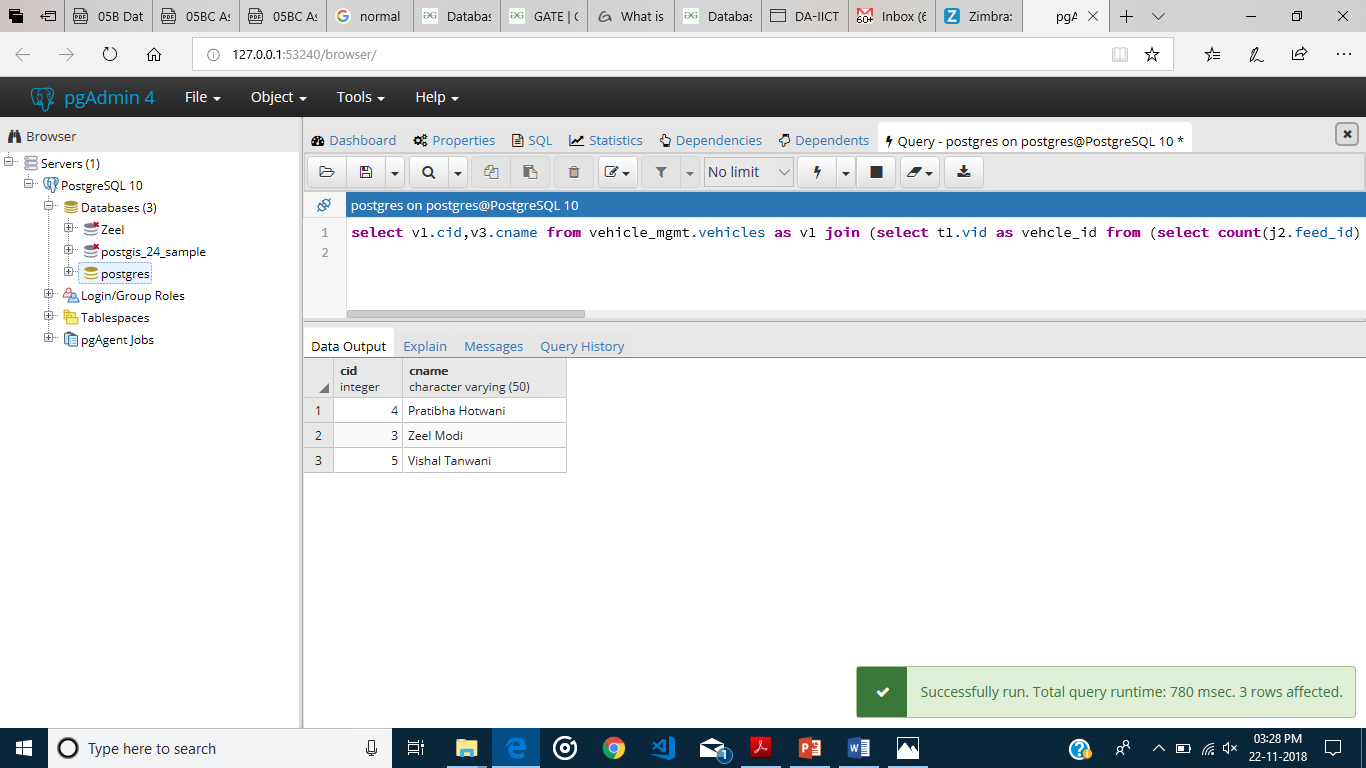 05B Dat
05BC As
05BC As
normal
Databas
GATE | C
What is
Databas
DA-IICT
Inbox (6
Zimbra:
pgA
127.0.0.1:53240/browser/
pgAdmin 4 File Object Tools Help
Browser
Dashboard Properties SQL Statistics Dependencies Dependents Query - postgres on postgres@PostgreSQL 10 *
Servers (1)
PostgreSQL 10
Databases (3)
Zeel
postgis_24_sample
postgres
Login/Group Roles
Tablespaces
pgAgent Jobs
No limit
postgres on postgres@PostgreSQL 10
1 select v1.cid,v3.cname from vehicle_mgmt.vehicles as v1 join (select t1.vid as vehcle_id from (select count(j2.feed_id)
2
Data Output Explain Messages Query History
cid cname
integer character varying (50)
1 4 Pratibha Hotwani
2 3 Zeel Modi
3 5 Vishal Tanwani
Successfully run. Total query runtime: 780 msec. 3 rows affected.
Type here to search
1
03:28 PM
22-11-2018